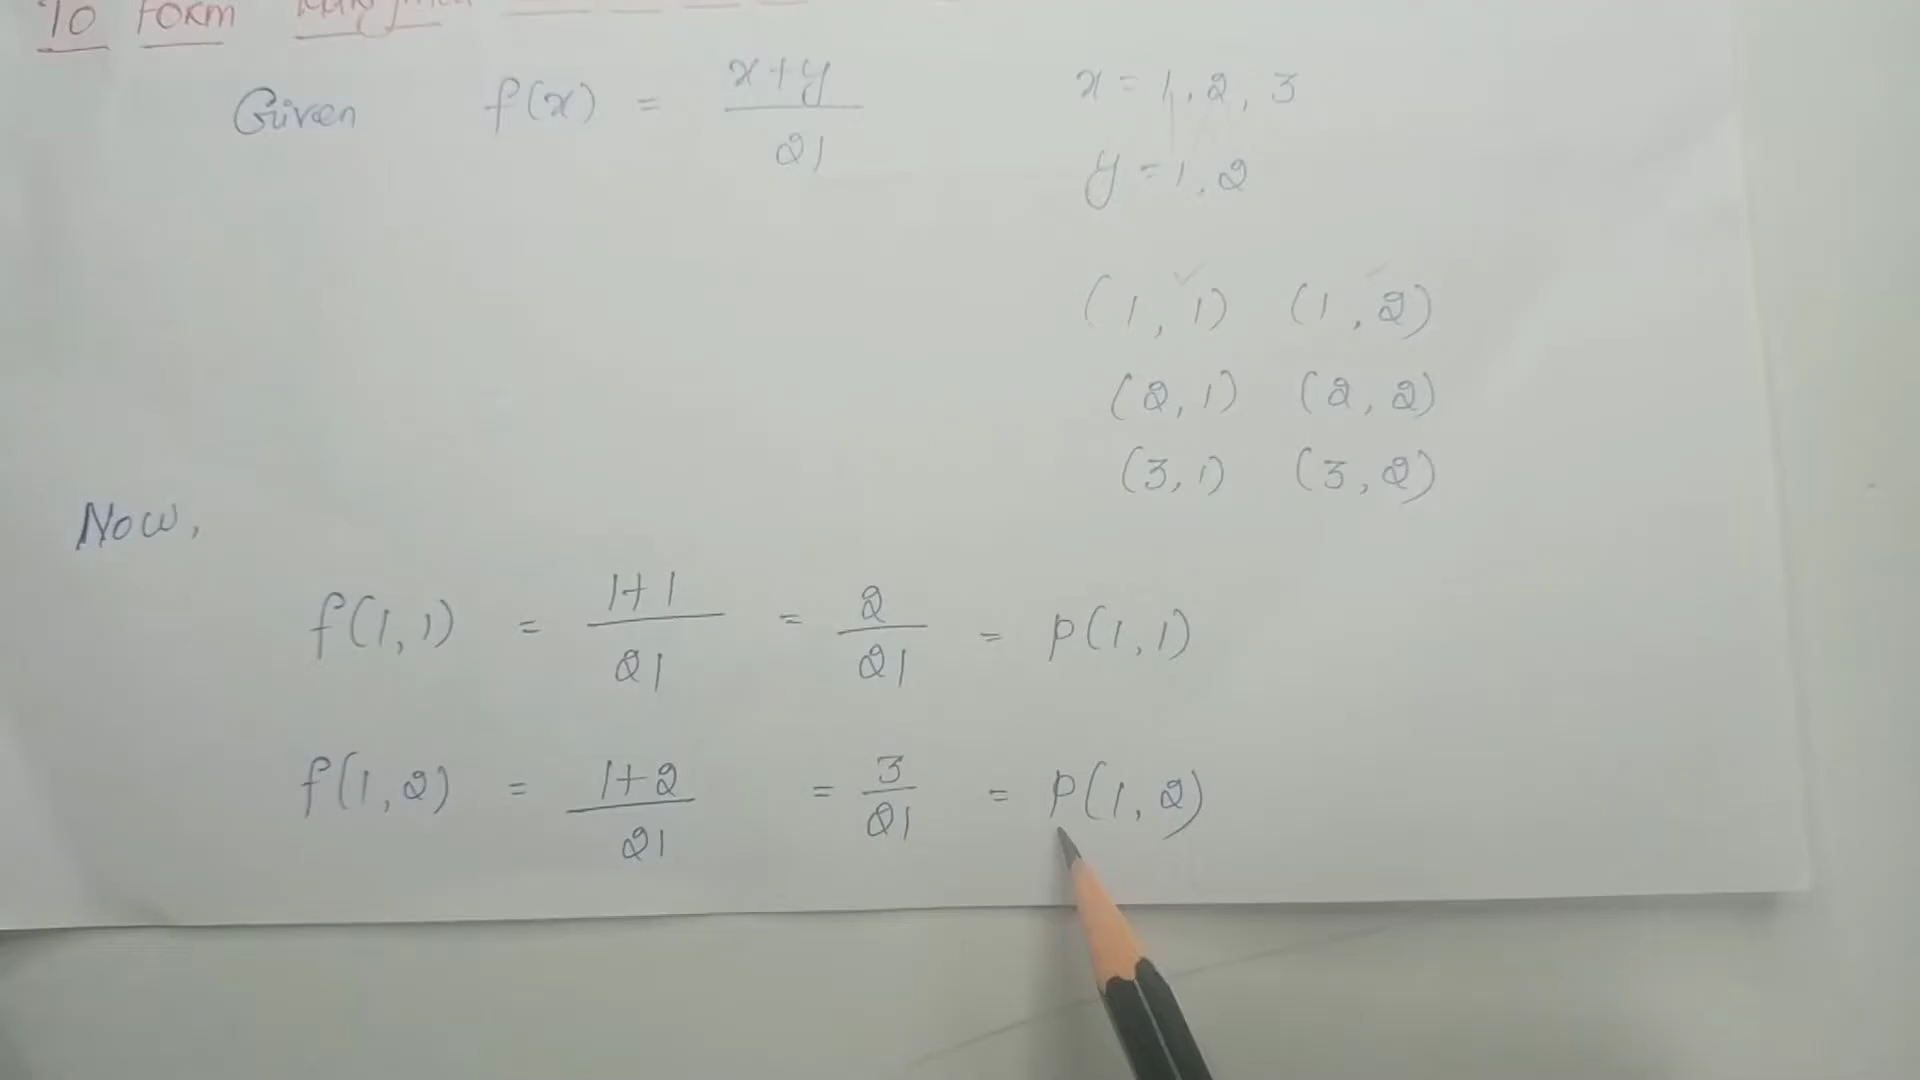 To Form
Given f(x) = x+y / 21 x = 1, 2, 3
y = 1, 2
(1, 1) (1, 2)
(2, 1) (2, 2)
(3, 1) (3, 2)
Now,
f(1, 1) = 1+1 / 21 = 2 / 21 = P(1, 1)
f(1, 2) = 1+2 / 21 = 3 / 21 = P(1, 2)